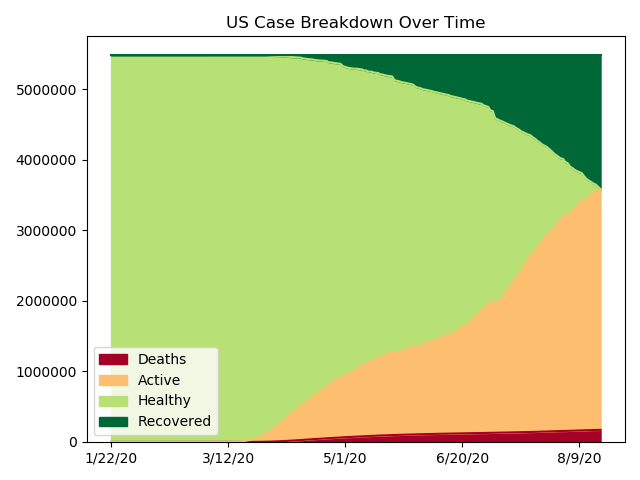 US Case Breakdown Over Time
5000000
4000000
3000000
2000000
1000000
0
Deaths
Active
Healthy
Recovered
1/22/20 3/12/20 5/1/20 6/20/20 8/9/20